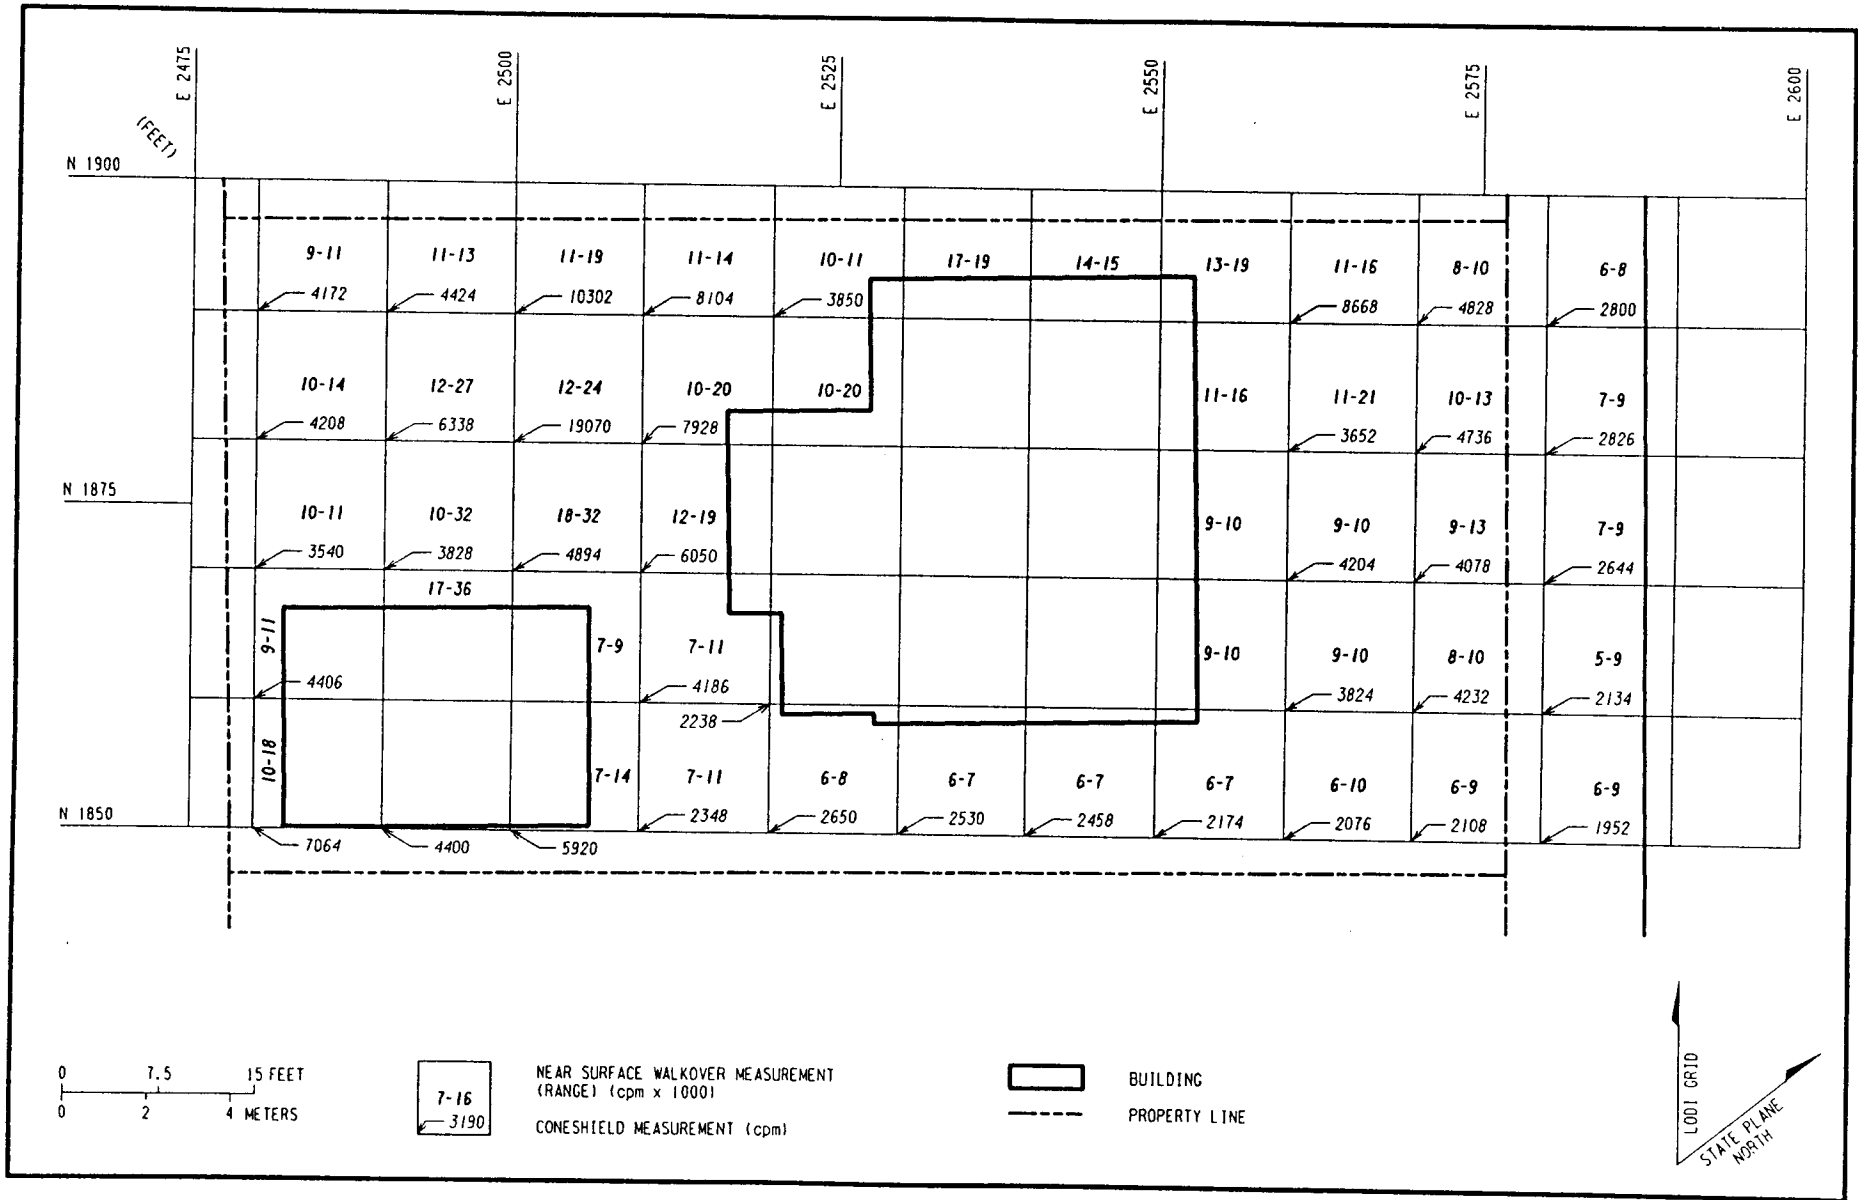 E 2475
E 2500
E 2525
E 2550
E 2575
E 2600
(FEET)
N 1900
9-11 11-13 11-19 11-14 10-11 17-19 14-15 13-19 11-16 8-10 6-8
4172 4424 10302 8104 3850 8668 4828 2800
10-14 12-27 12-24 10-20 10-20 11-16 11-21 10-13 7-9
4208 6338 19070 7928 3652 4736 2826
N 1875
10-11 10-32 18-32 12-19 9-10 9-10 9-13 7-9
3540 3828 4894 6050 4204 4078 2644
17-36
9-11 7-9 7-11 9-10 9-10 8-10 5-9
4406 4186 3824 4232 2134
2238
10-18 7-14 7-11 6-8 6-7 6-7 6-7 6-10 6-9 6-9
N 1850
2348 2650 2530 2458 2174 2076 2108 1952
7064 4400 5920
0 7.5 15 FEET
0 2 4 METERS
7-16
3190
NEAR SURFACE WALKOVER MEASUREMENT
(RANGE) (cpm x 1000)
CONESHIELD MEASUREMENT (cpm)
BUILDING
PROPERTY LINE
LODI GRID
STATE PLANE
NORTH